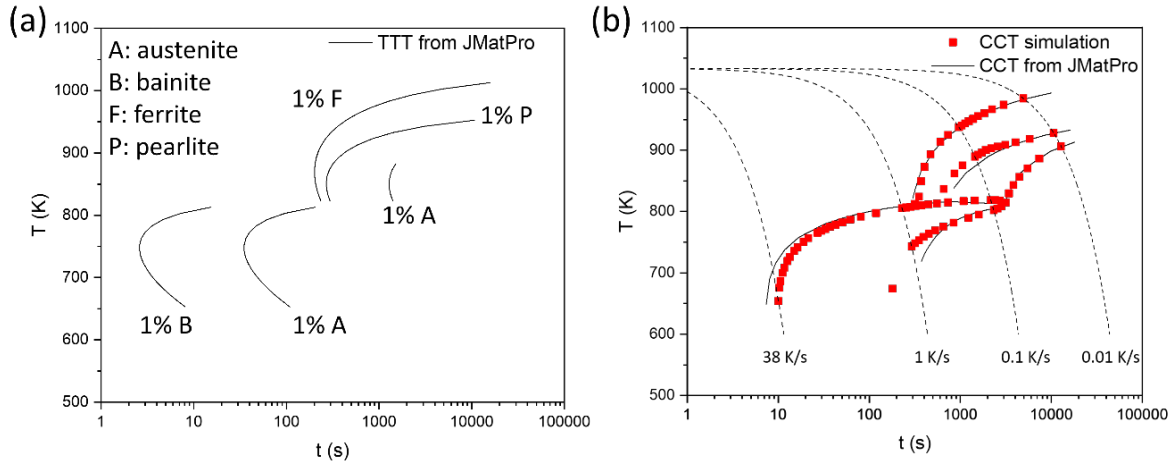 (a)
TTT from JMatPro
A: austenite
B: bainite
F: ferrite
P: pearlite
1% F
1% P
1% A
1% B
1% A
1100
1000
900
800
700
600
500
T (K)
1
10
100
1000
10000
100000
t (s)
(b)
CCT simulation
CCT from JMatPro
38 K/s
1 K/s
0.1 K/s
0.01 K/s
1100
1000
900
800
700
600
500
T (K)
1
10
100
1000
10000
100000
t (s)